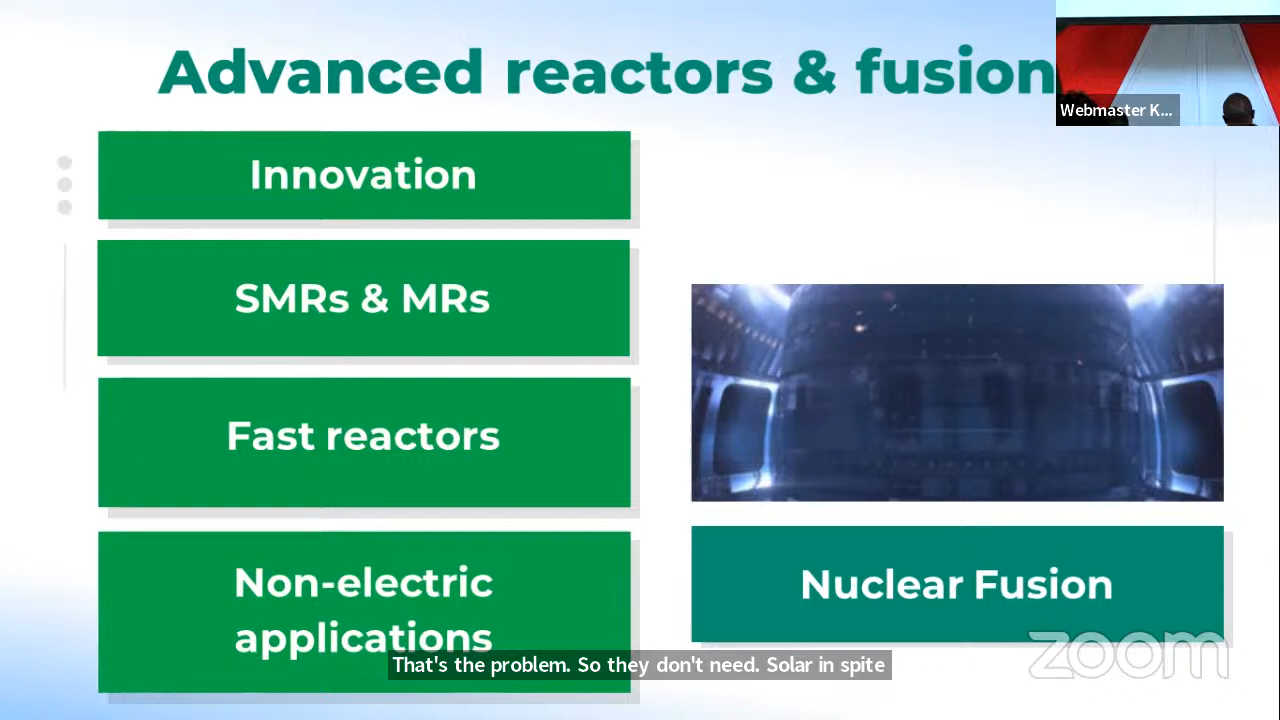 Advanced reactors & fusion
Webmaster K...
Innovation
SMRs & MRs
Fast reactors
Non-electric
applications
Nuclear Fusion
That's the problem. So they don't need. Solar in spite
zoom